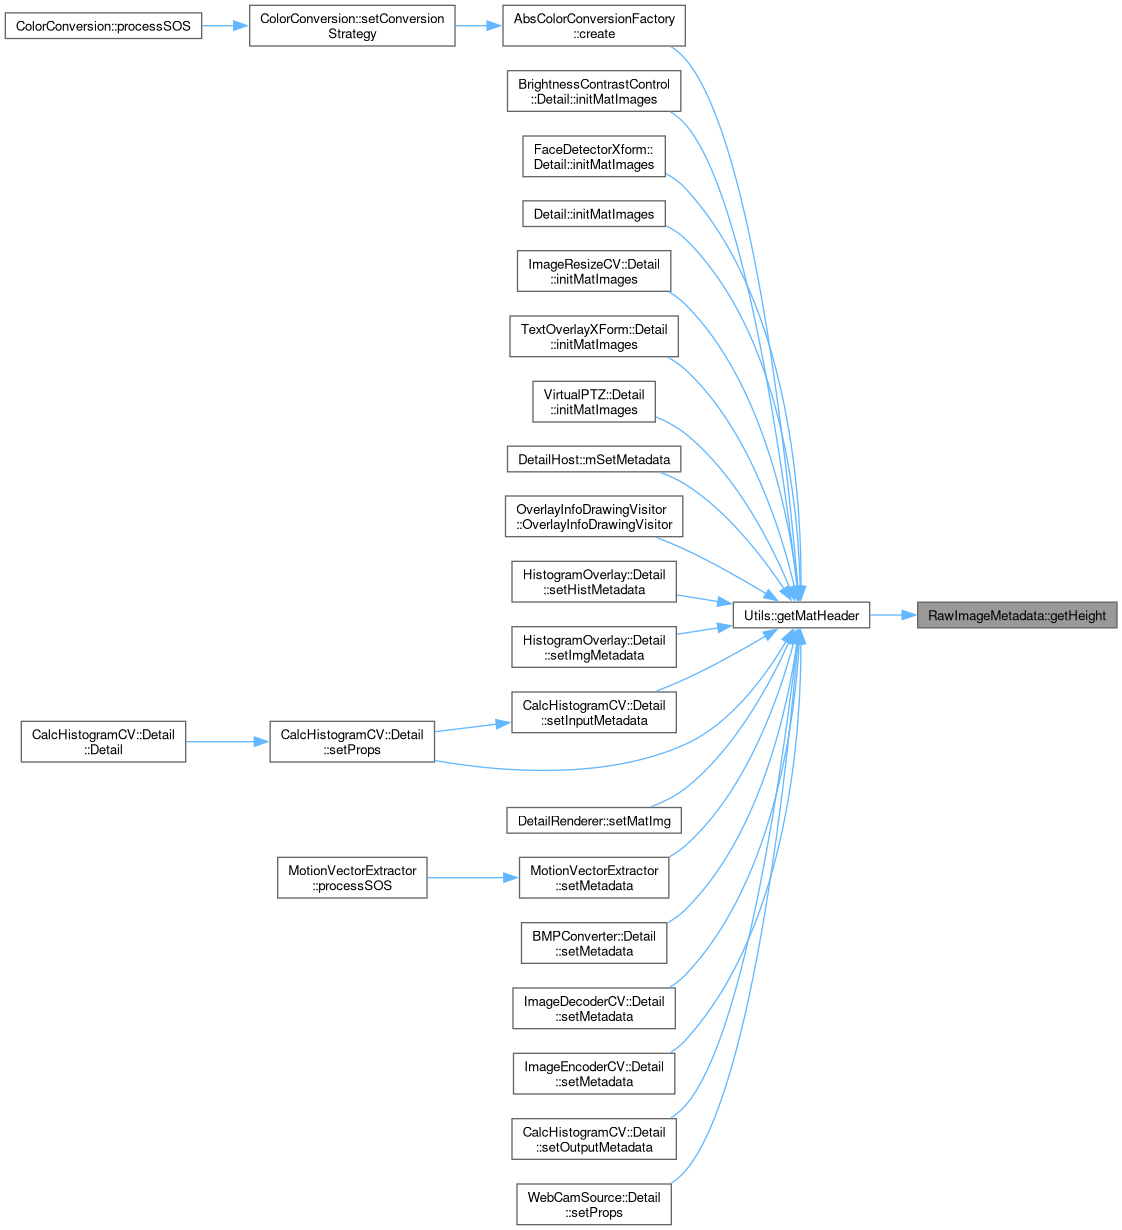 ColorConversion::processSOS
ColorConversion::setConversion
Strategy
AbsColorConversionFactory
::create
BrightnessContrastControl
::Detail::initMatImages
FaceDetectorXform::
Detail::initMatImages
Detail::initMatImages
ImageResizeCV::Detail
::initMatImages
TextOverlayXForm::Detail
::initMatImages
VirtualPTZ::Detail
::initMatImages
DetailHost::mSetMetadata
OverlayInfoDrawingVisitor
::OverlayInfoDrawingVisitor
HistogramOverlay::Detail
::setHistMetadata
Utils::getMatHeader
RawImageMetadata::getHeight
HistogramOverlay::Detail
::setImgMetadata
CalcHistogramCV::Detail
::setInputMetadata
CalcHistogramCV::Detail
::Detail
CalcHistogramCV::Detail
::setProps
DetailRenderer::setMatImg
MotionVectorExtractor
::processSOS
MotionVectorExtractor
::setMetadata
BMPConverter::Detail
::setMetadata
ImageDecoderCV::Detail
::setMetadata
ImageEncoderCV::Detail
::setMetadata
CalcHistogramCV::Detail
::setOutputMetadata
WebCamSource::Detail
::setProps